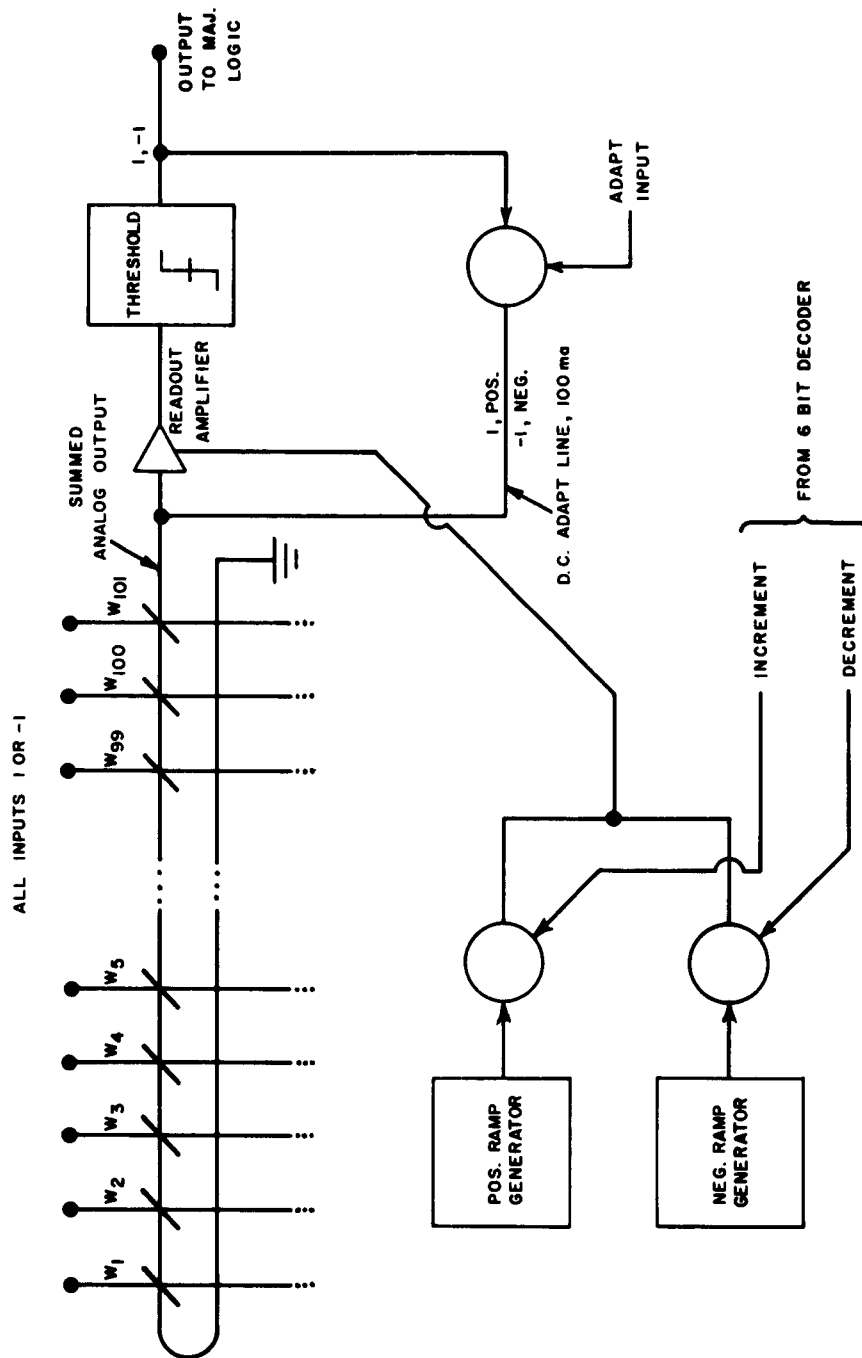 ALL INPUTS 1 OR -1
W1
W2
W3
W4
W5
W99
W100
W101
SUMMED
ANALOG OUTPUT
READOUT
AMPLIFIER
THRESHOLD
1, -1
OUTPUT
TO MAJ.
LOGIC
1, POS.
-1, NEG.
D.C. ADAPT LINE, 100 ma
ADAPT
INPUT
POS. RAMP
GENERATOR
NEG. RAMP
GENERATOR
INCREMENT
DECREMENT
FROM 6 BIT DECODER